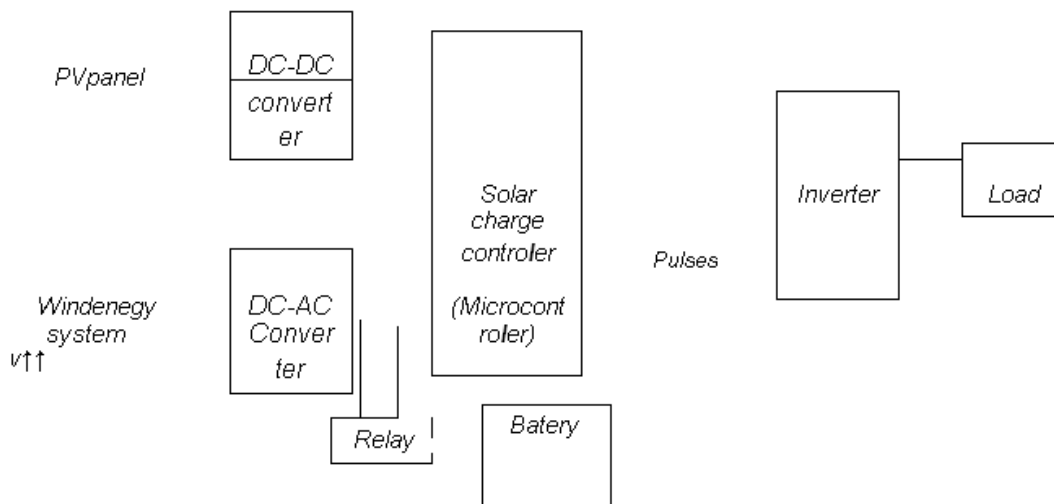 PVpanel
DC-DC
convert
er
Solar
charge
controler
(Microcont
roler)
Inverter
Load
Pulses
Windenegy
system
v↑↑
DC-AC
Conver
ter
Relay
Batery